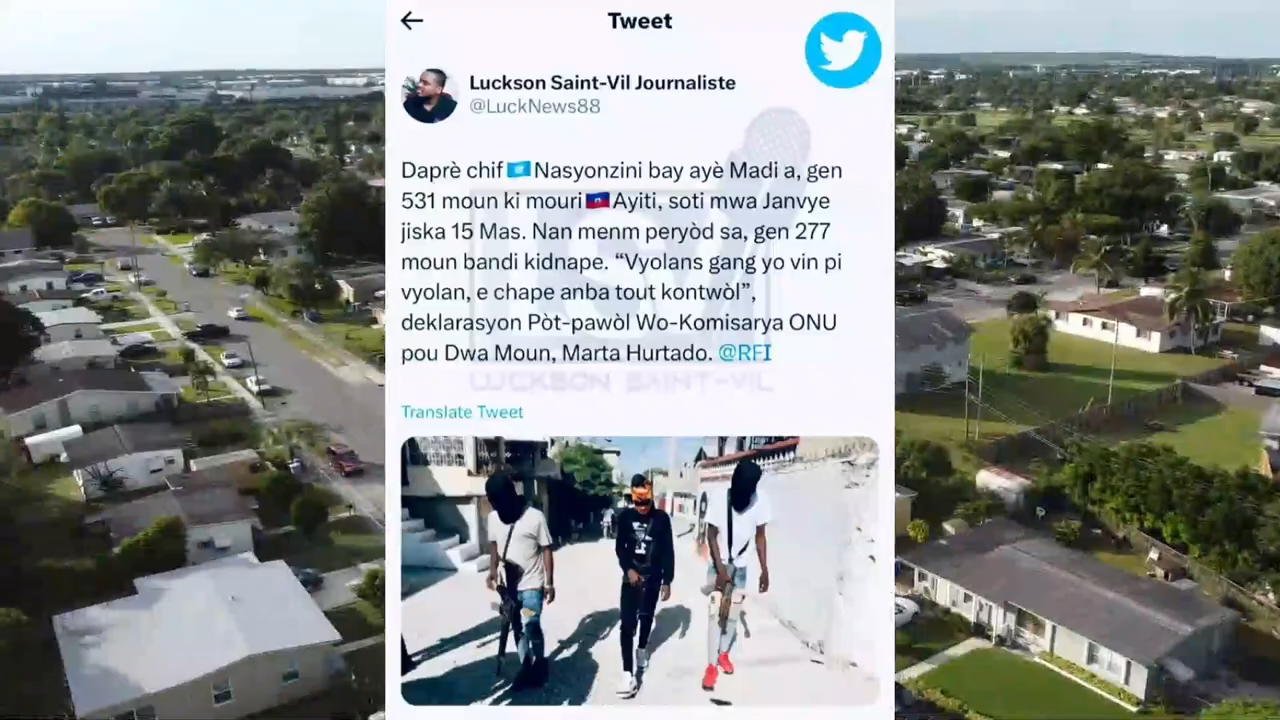 Tweet
Luckson Saint-Vil Journaliste
@LuckNews88
Daprè chif🇺🇳Nasyonzini bay ayè Madi a, gen
531 moun ki mouri🇭🇹Ayiti, soti mwa Janvye
jiska 15 Mas. Nan menm peryòd sa, gen 277
moun bandi kidnape. “Vyolans gang yo vin pi
vyolan, e chape anba tout kontwòl”,
deklarasyon Pòt-pawòl Wo-Komisarya ONU
pou Dwa Moun, Marta Hurtado. @RFI
LUCKSON SAINT-VIL
Translate Tweet